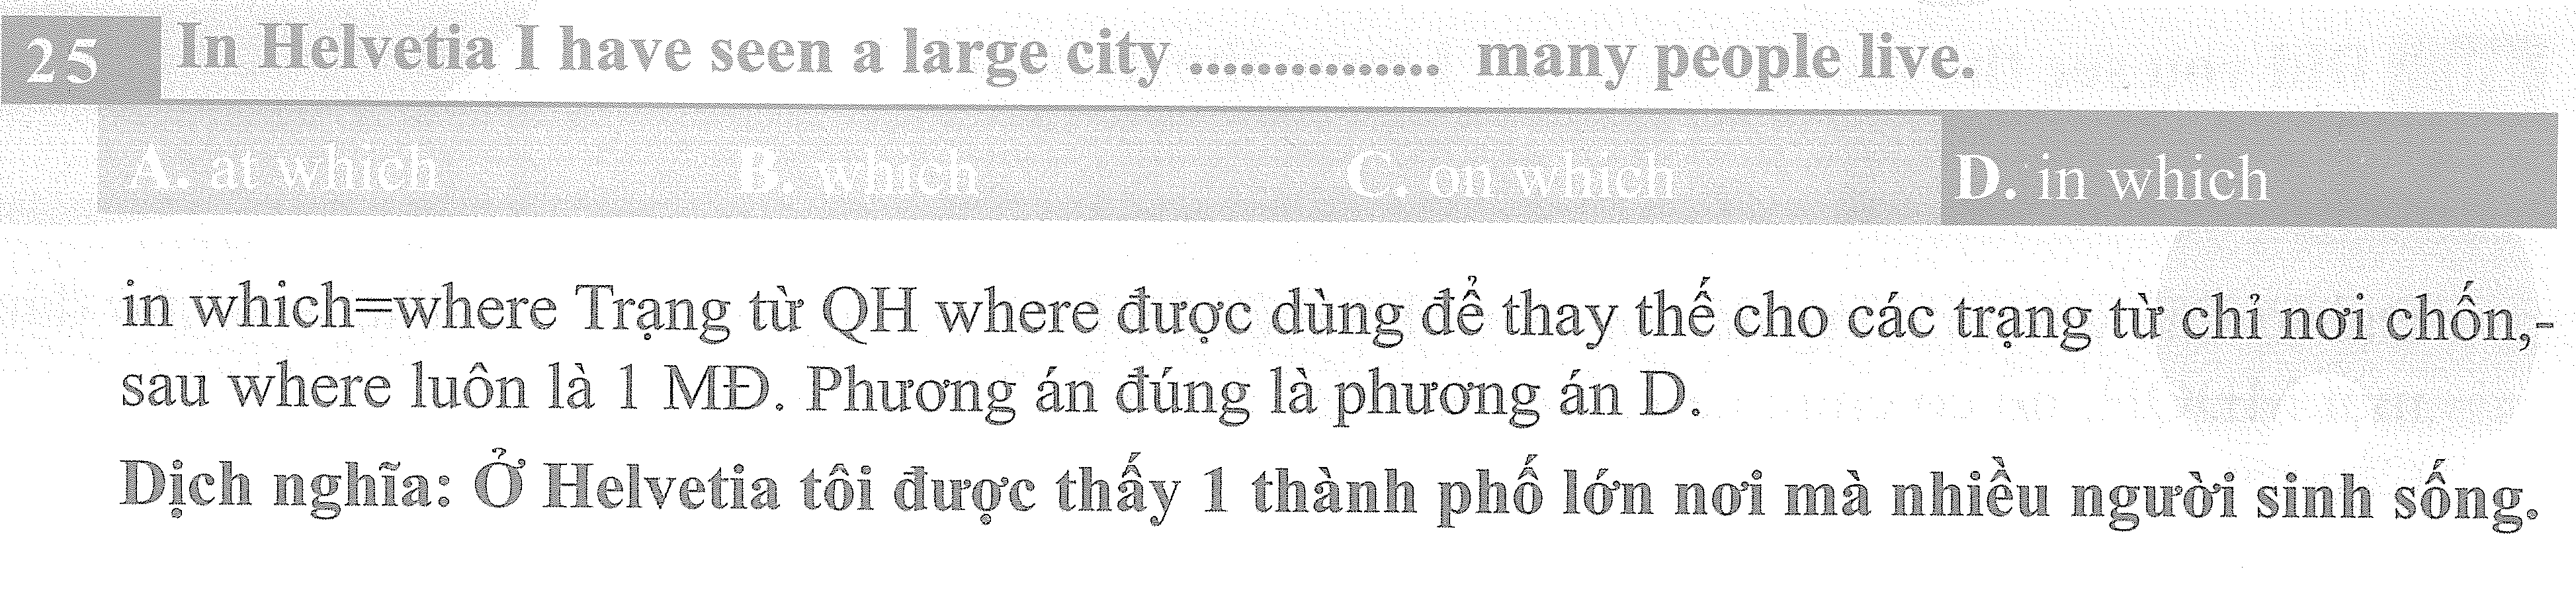 25 In Helvetia I have seen a large city .............. many people live.
A. at which B. which C. on which D. in which
in which=where Trạng từ QH where được dùng để thay thế cho các trạng từ chỉ nơi chốn,-
sau where luôn là 1 MĐ. Phương án đúng là phương án D.
Dịch nghĩa: Ở Helvetia tôi được thấy 1 thành phố lớn nơi mà nhiều người sinh sống.